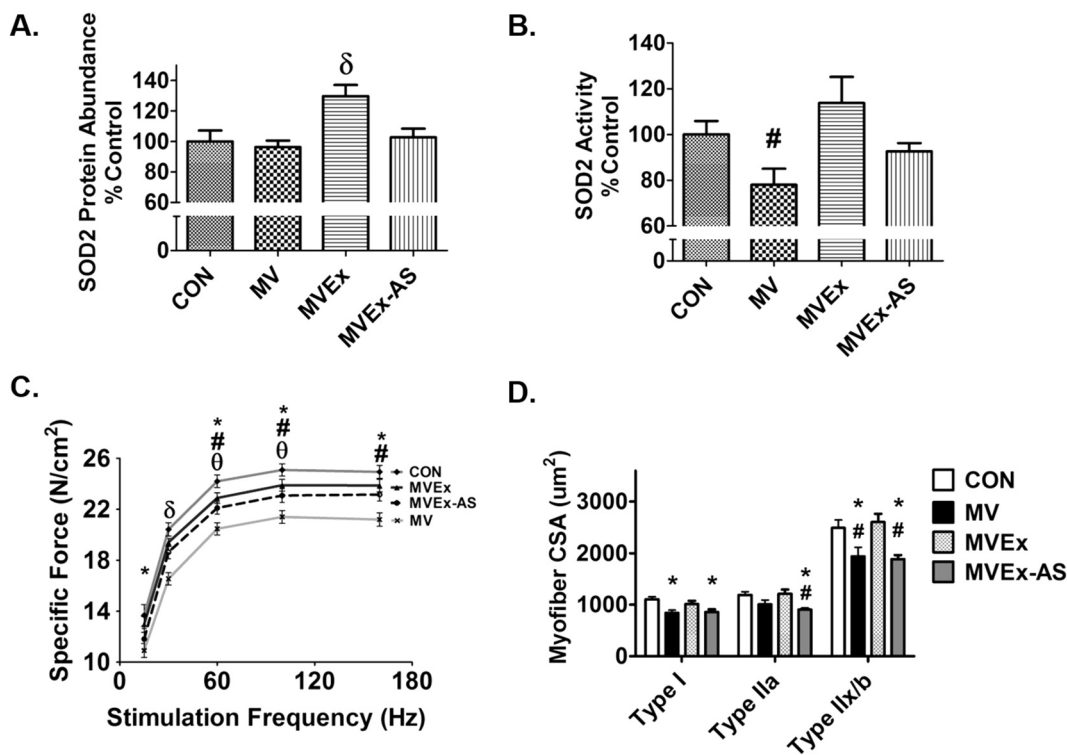 A.
SOD2 Protein Abundance
% Control
140
120
100
80
60
0
δ
CON
MV
MVEx
MVEx-AS
B.
SOD2 Activity
% Control
140
120
100
80
60
0
#
CON
MV
MVEx
MVEx-AS
C.
Specific Force (N/cm²)
26
22
18
14
10
*
δ
*
#
θ
*
#
θ
*
#
CON
MVEx
MVEx-AS
MV
0
60
120
180
Stimulation Frequency (Hz)
D.
Myofiber CSA (um²)
3000
2000
1000
0
*
*
*
#
*
#
*
#
Type I
Type IIa
Type IIx/b
CON
MV
MVEx
MVEx-AS